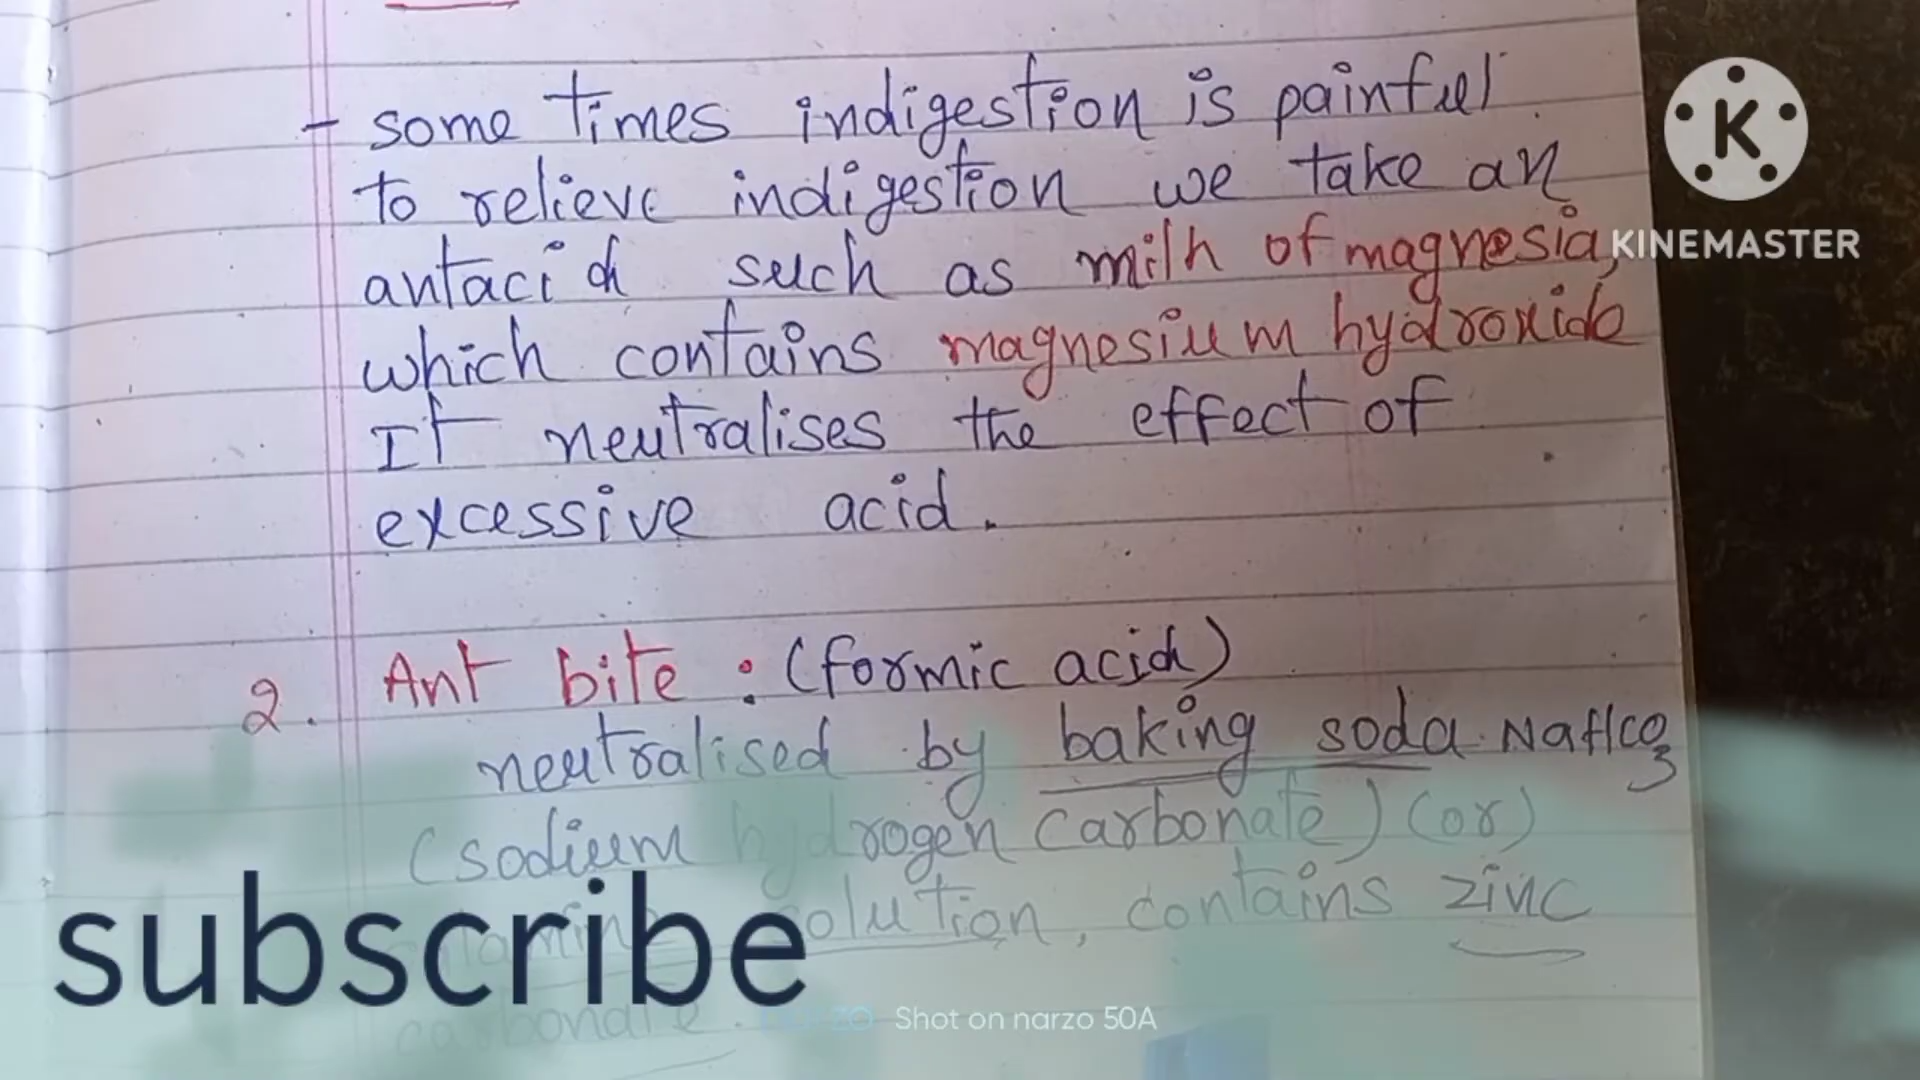 - some times indigestion is painful
to relieve indigestion we take an
antacid such as milk of magnesia,
which contains magnesium hydroxide
It neutralises the effect of
excessive acid.
2. Ant bite : (formic acid)
neutralised by baking soda NaHCO3
(sodium hydrogen carbonate) (or)
solution, contains zinc
carbonate.
K
KINEMASTER
subscribe
Shot on narzo 50A